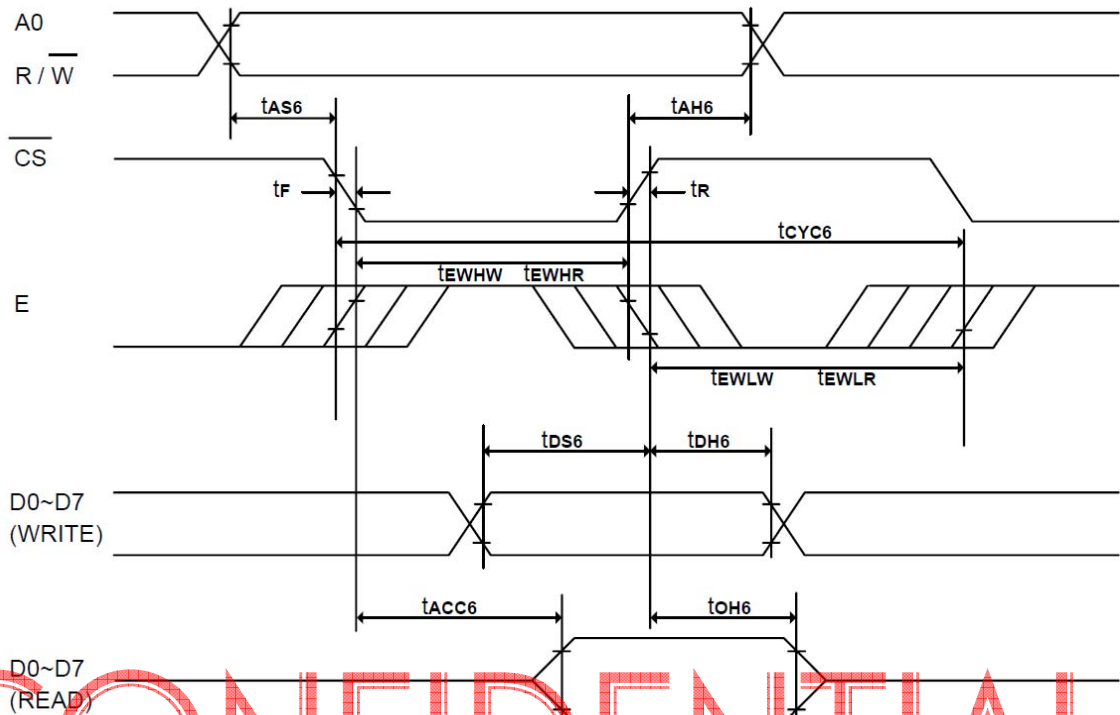 A0
R / W
tAS6 tAH6
CS
tF tR
tCYC6
tEWHW tEWHR
E
tEWLW tEWLR
tDS6 tDH6
D0~D7
(WRITE)
tACC6 tOH6
D0~D7
(READ)
CONFIDENTIAL